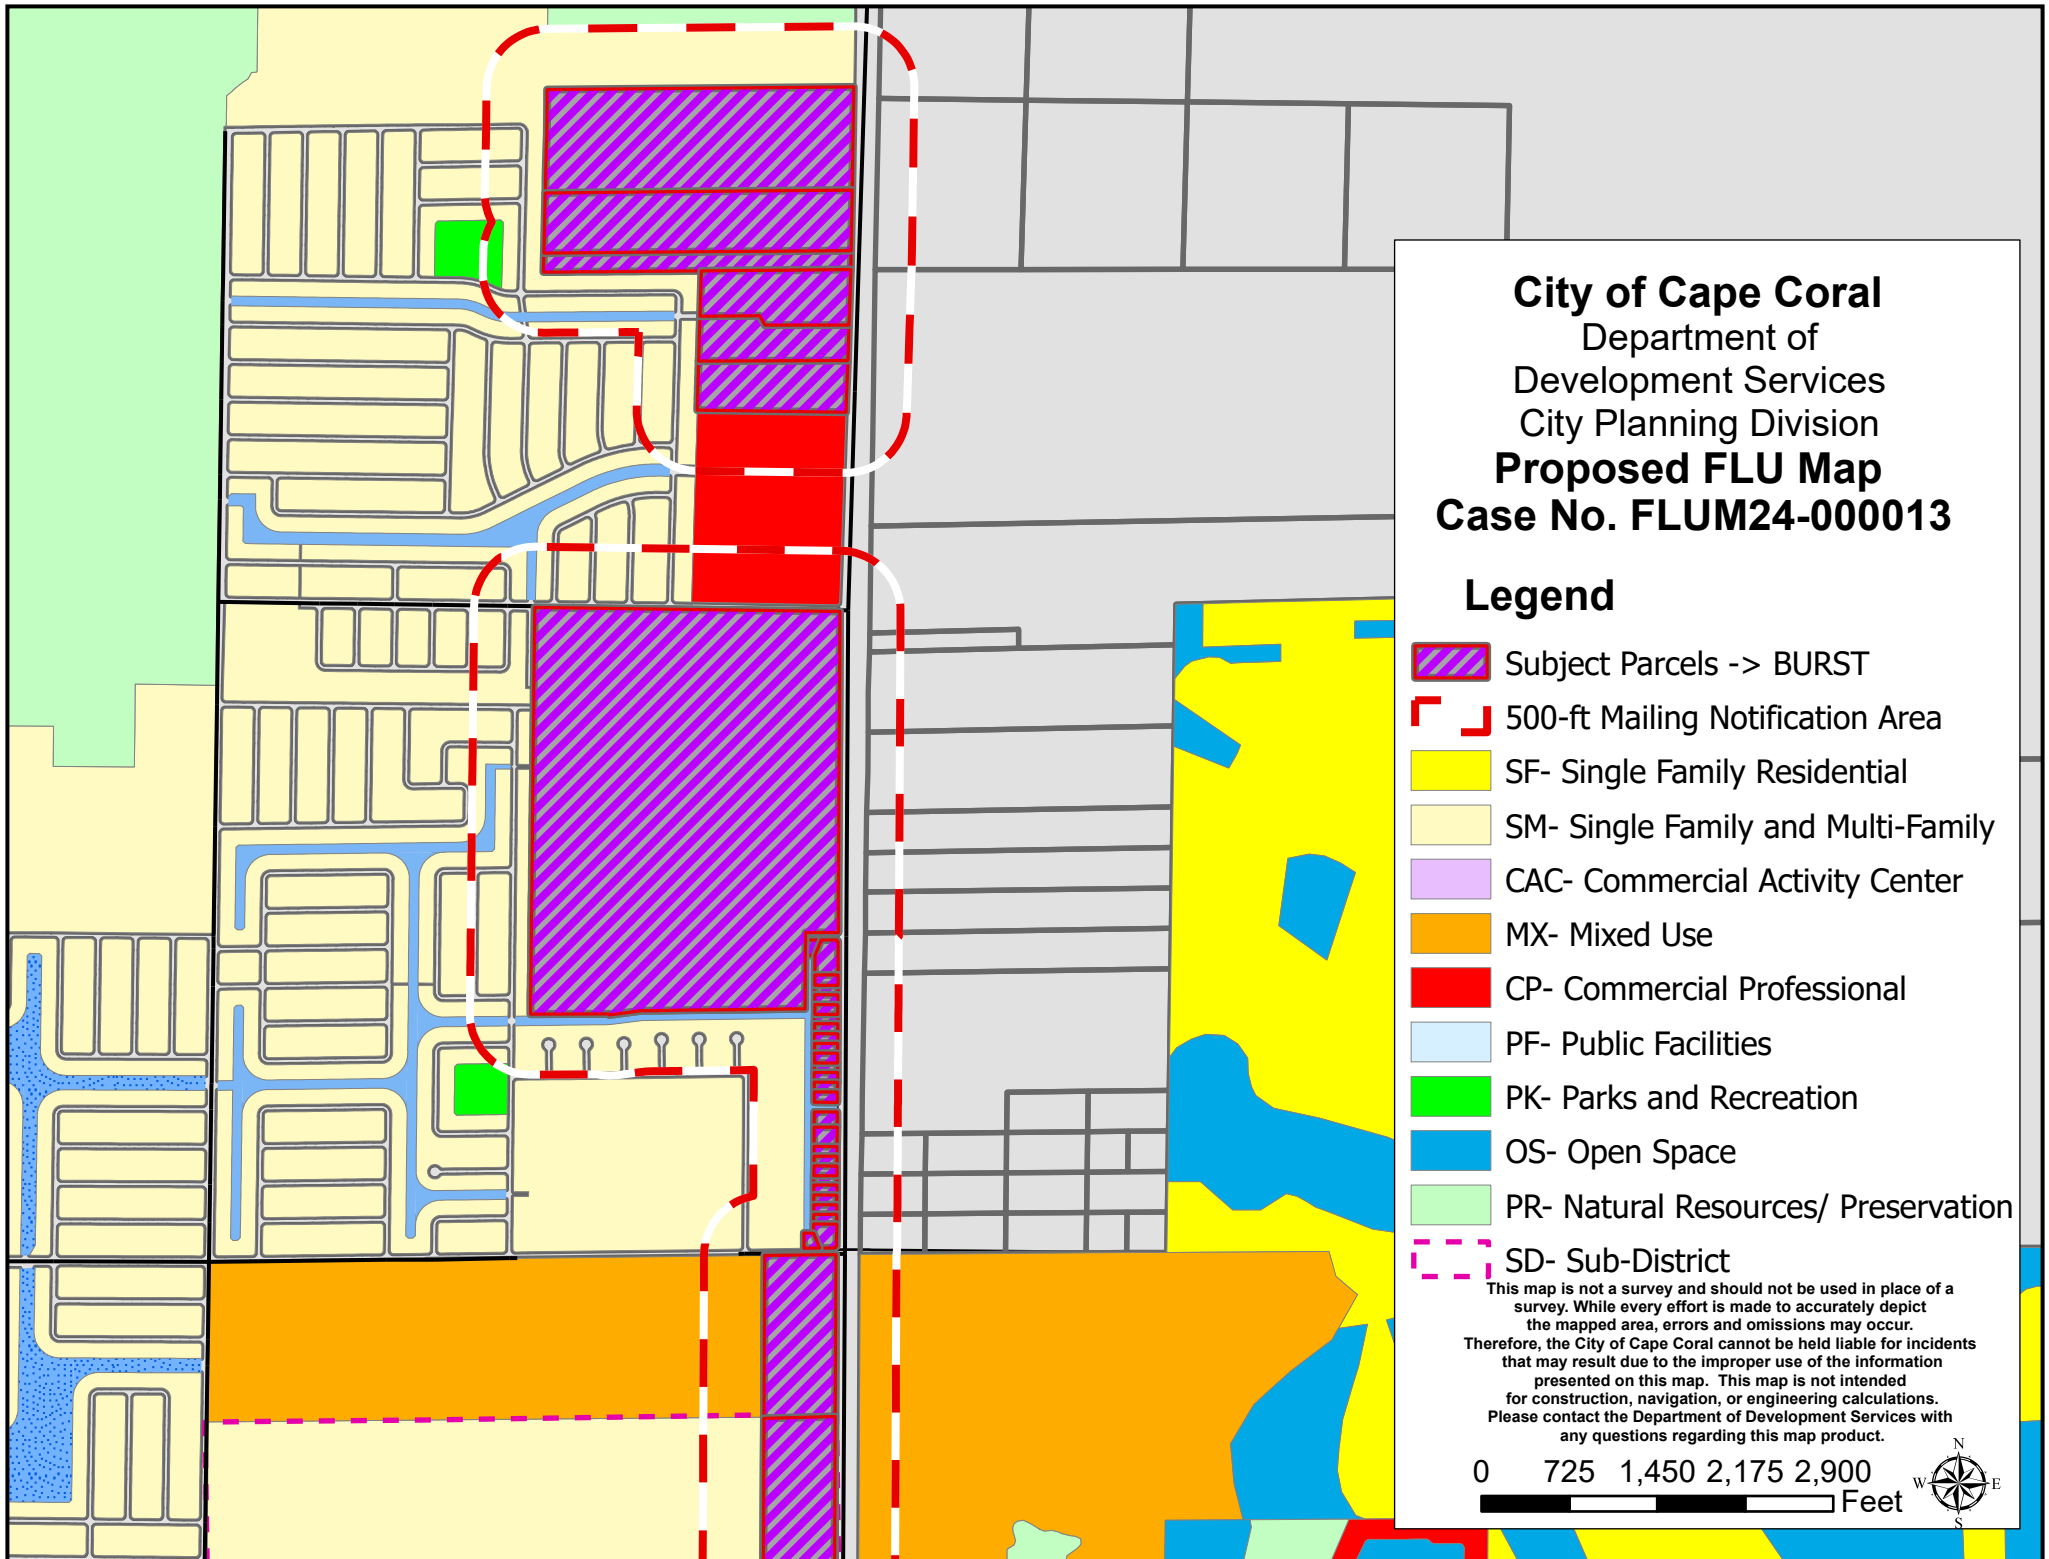 City of Cape Coral
Department of
Development Services
City Planning Division
Proposed FLU Map
Case No. FLUM24-000013
Legend
Subject Parcels -> BURST
500-ft Mailing Notification Area
SF- Single Family Residential
SM- Single Family and Multi-Family
CAC- Commercial Activity Center
MX- Mixed Use
CP- Commercial Professional
PF- Public Facilities
PK- Parks and Recreation
OS- Open Space
PR- Natural Resources/ Preservation
SD- Sub-District
This map is not a survey and should not be used in place of a
survey. While every effort is made to accurately depict
the mapped area, errors and omissions may occur.
Therefore, the City of Cape Coral cannot be held liable for incidents
that may result due to the improper use of the information
presented on this map. This map is not intended
for construction, navigation, or engineering calculations.
Please contact the Department of Development Services with
any questions regarding this map product.
0 725 1,450 2,175 2,900
Feet
N
W E
S